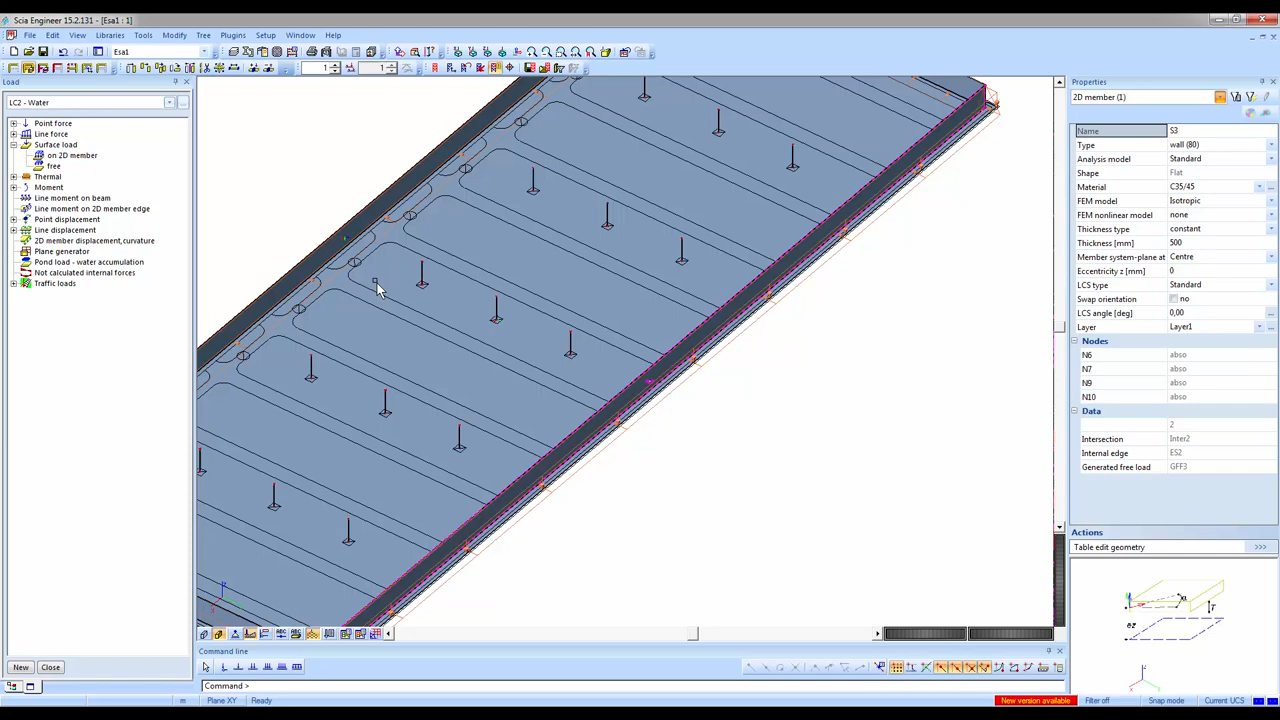 Scia Engineer 15.2.131 - [Esa1 : 1]
File Edit View Libraries Tools Modify Tree Plugins Setup Window Help
Esa1
1 1
Load
LC2 - Water
Point force
Line force
Surface load
on 2D member
free
Thermal
Moment
Line moment on beam
Line moment on 2D member edge
Point displacement
Line displacement
2D member displacement,curvature
Plane generator
Pond load - water accumulation
Not calculated internal forces
Traffic loads
New Close
Properties
2D member (1)
Name S3
Type wall (80)
Analysis model Standard
Shape Flat
Material C35/45
FEM model Isotropic
FEM nonlinear model none
Thickness type constant
Thickness [mm] 500
Member system-plane at Centre
Eccentricity z [mm] 0
LCS type Standard
Swap orientation no
LCS angle [deg] 0,00
Layer Layer1
Nodes
N6 abso
N7 abso
N9 abso
N10 abso
Data
2
Intersection Inter2
Internal edge ES2
Generated free load GFF3
Actions
Table edit geometry >>>
ez
Command line
Command >
m Plane XY Ready New version available Filter off Snap mode Current UCS